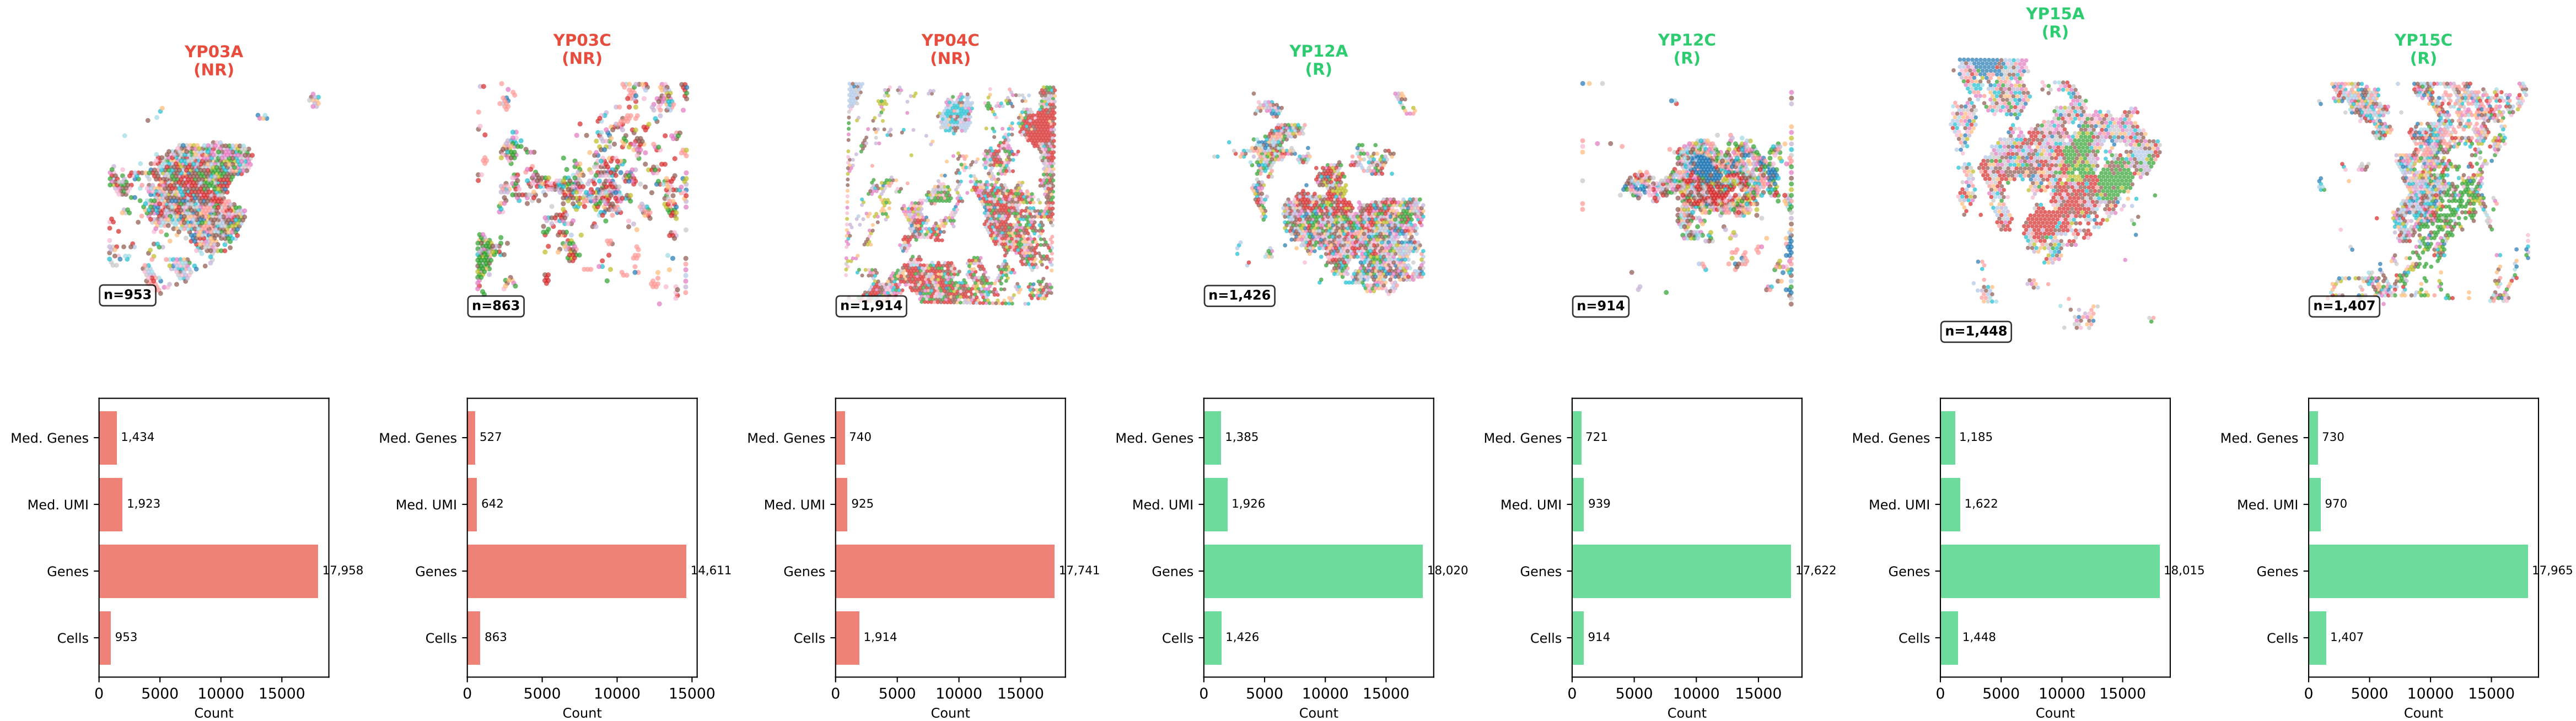 YP03A
(NR)
n=953
YP03C
(NR)
n=863
YP04C
(NR)
n=1,914
YP12A
(R)
n=1,426
YP12C
(R)
n=914
YP15A
(R)
n=1,448
YP15C
(R)
n=1,407
Med. Genes 1,434
Med. UMI 1,923
Genes 17,958
Cells 953
0 5000 10000 15000
Count
Med. Genes 527
Med. UMI 642
Genes 14,611
Cells 863
0 5000 10000 15000
Count
Med. Genes 740
Med. UMI 925
Genes 17,741
Cells 1,914
0 5000 10000 15000
Count
Med. Genes 1,385
Med. UMI 1,926
Genes 18,020
Cells 1,426
0 5000 10000 15000
Count
Med. Genes 721
Med. UMI 939
Genes 17,622
Cells 914
0 5000 10000 15000
Count
Med. Genes 1,185
Med. UMI 1,622
Genes 18,015
Cells 1,448
0 5000 10000 15000
Count
Med. Genes 730
Med. UMI 970
Genes 17,965
Cells 1,407
0 5000 10000 15000
Count